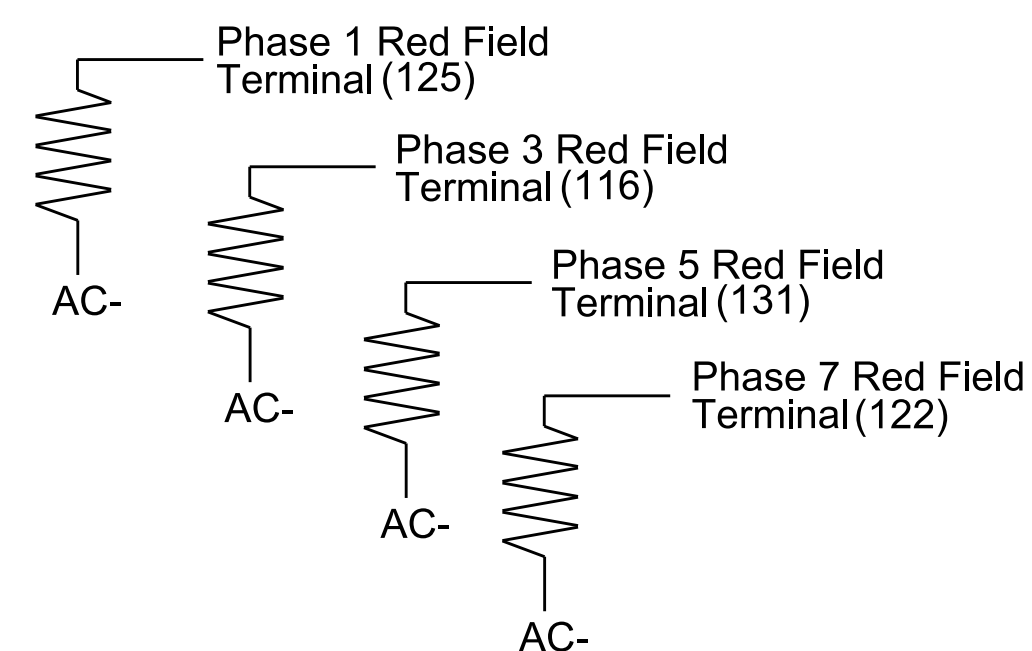 Phase 1 Red Field
Terminal (125)
AC-
Phase 3 Red Field
Terminal (116)
AC-
Phase 5 Red Field
Terminal (131)
AC-
Phase 7 Red Field
Terminal (122)
AC-